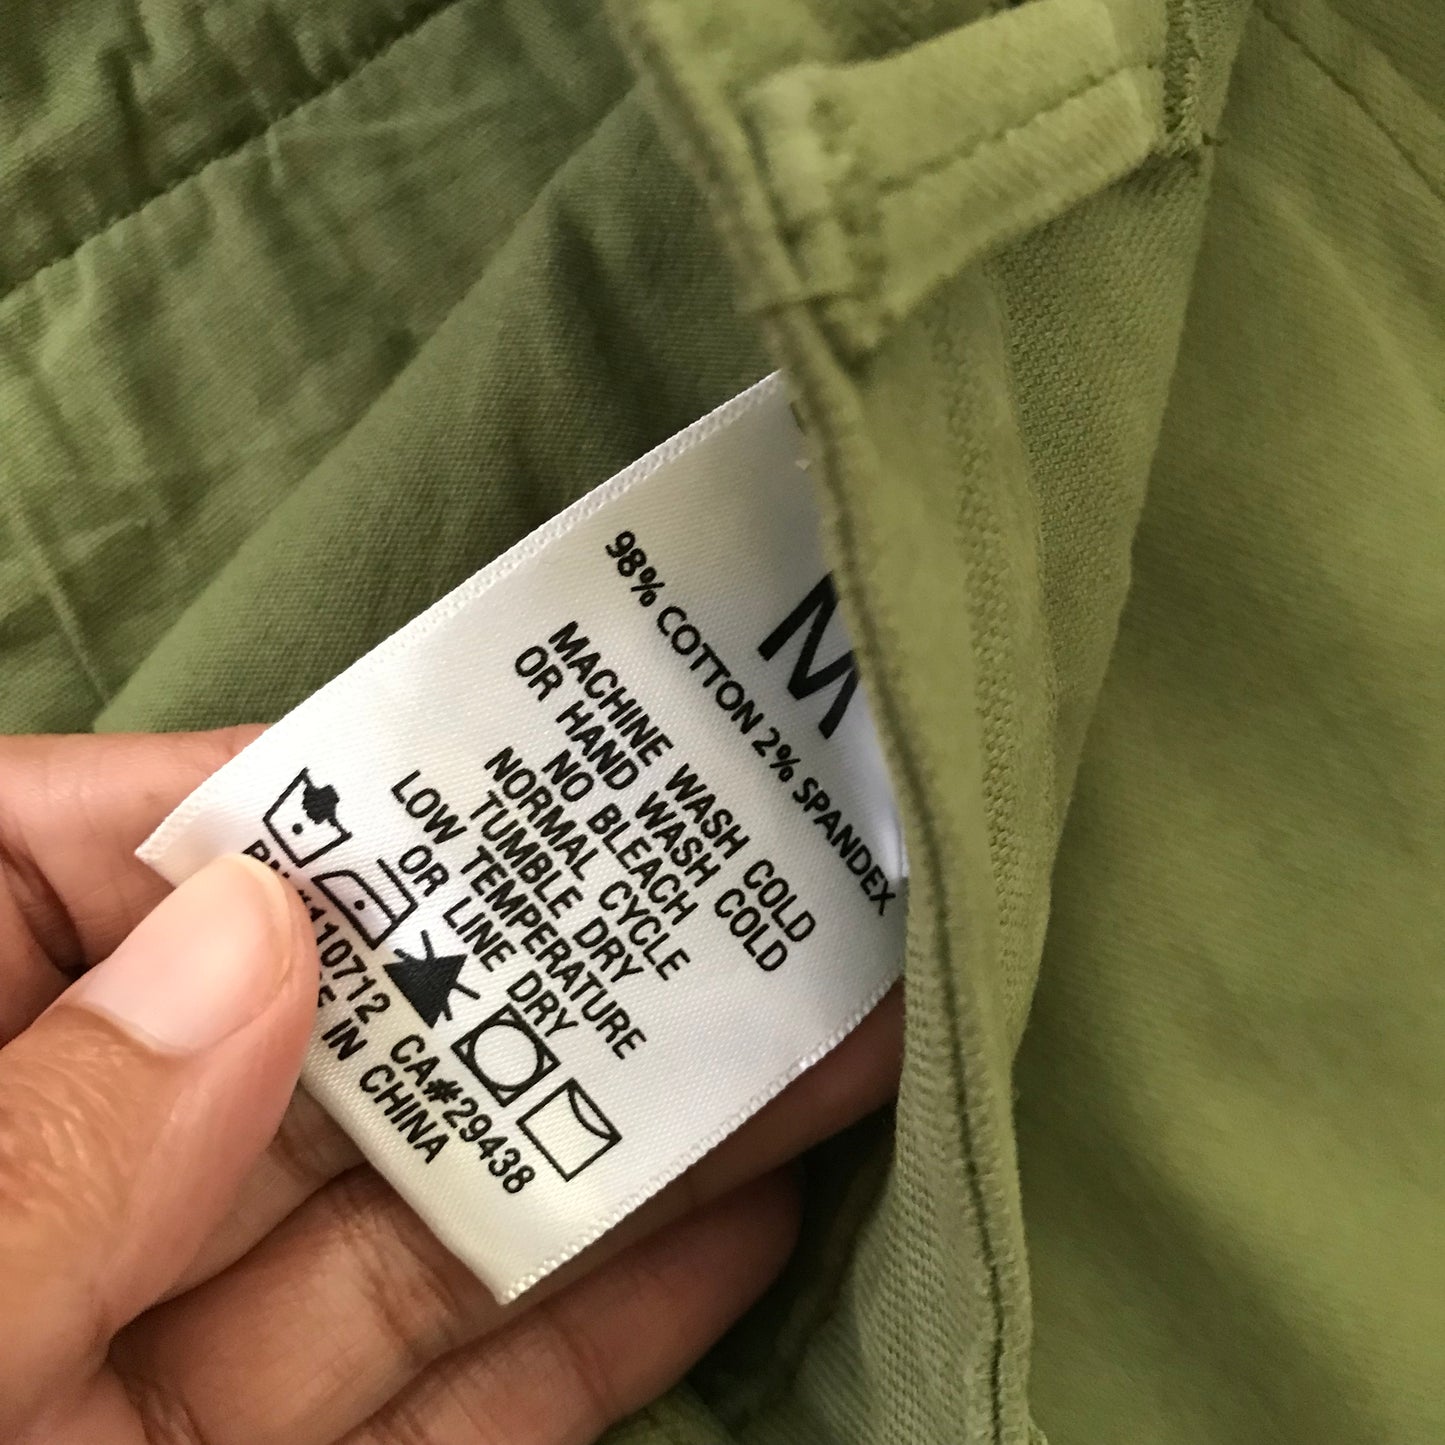 M
98% COTTON 2% SPANDEX
MACHINE WASH COLD
OR HAND WASH COLD
NO BLEACH
NORMAL CYCLE
TUMBLE DRY
LOW TEMPERATURE
OR LINE DRY
110712 CA#29438
IN CHINA